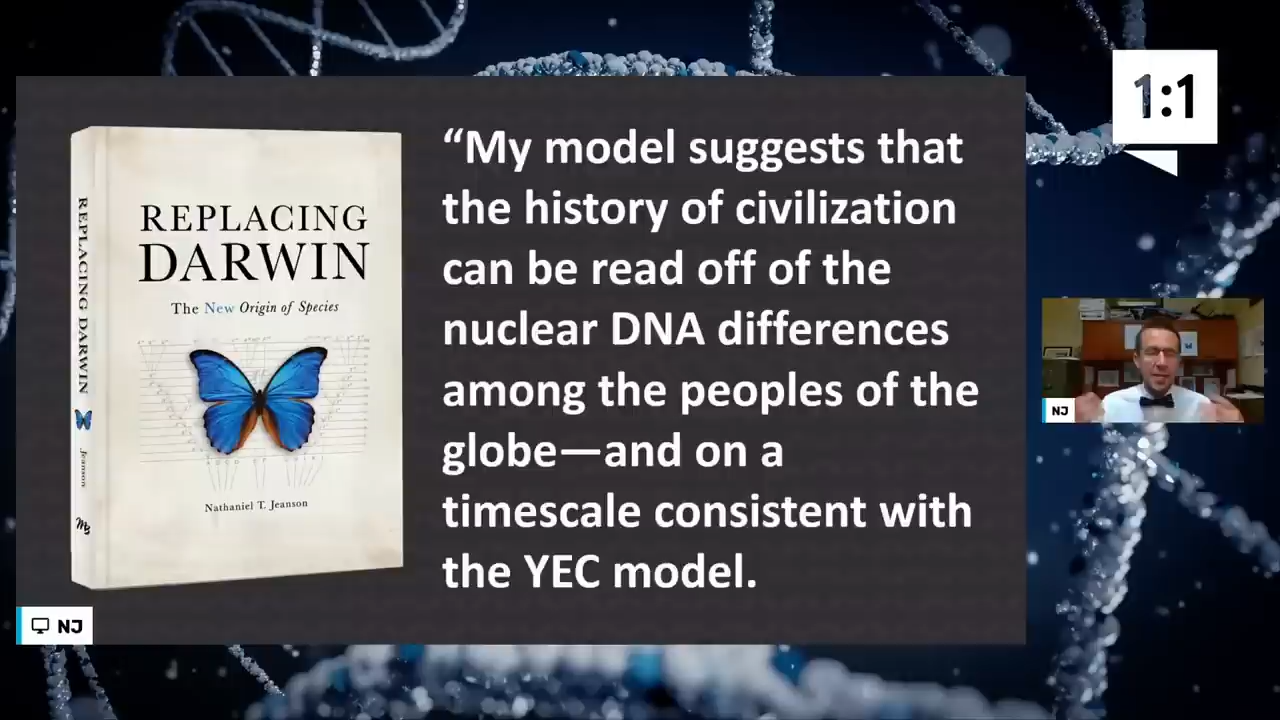 1:1
REPLACING DARWIN
Jeanson
REPLACING
DARWIN
The New Origin of Species
Nathaniel T. Jeanson
“My model suggests that
the history of civilization
can be read off of the
nuclear DNA differences
among the peoples of the
globe—and on a
timescale consistent with
the YEC model.
NJ
NJ